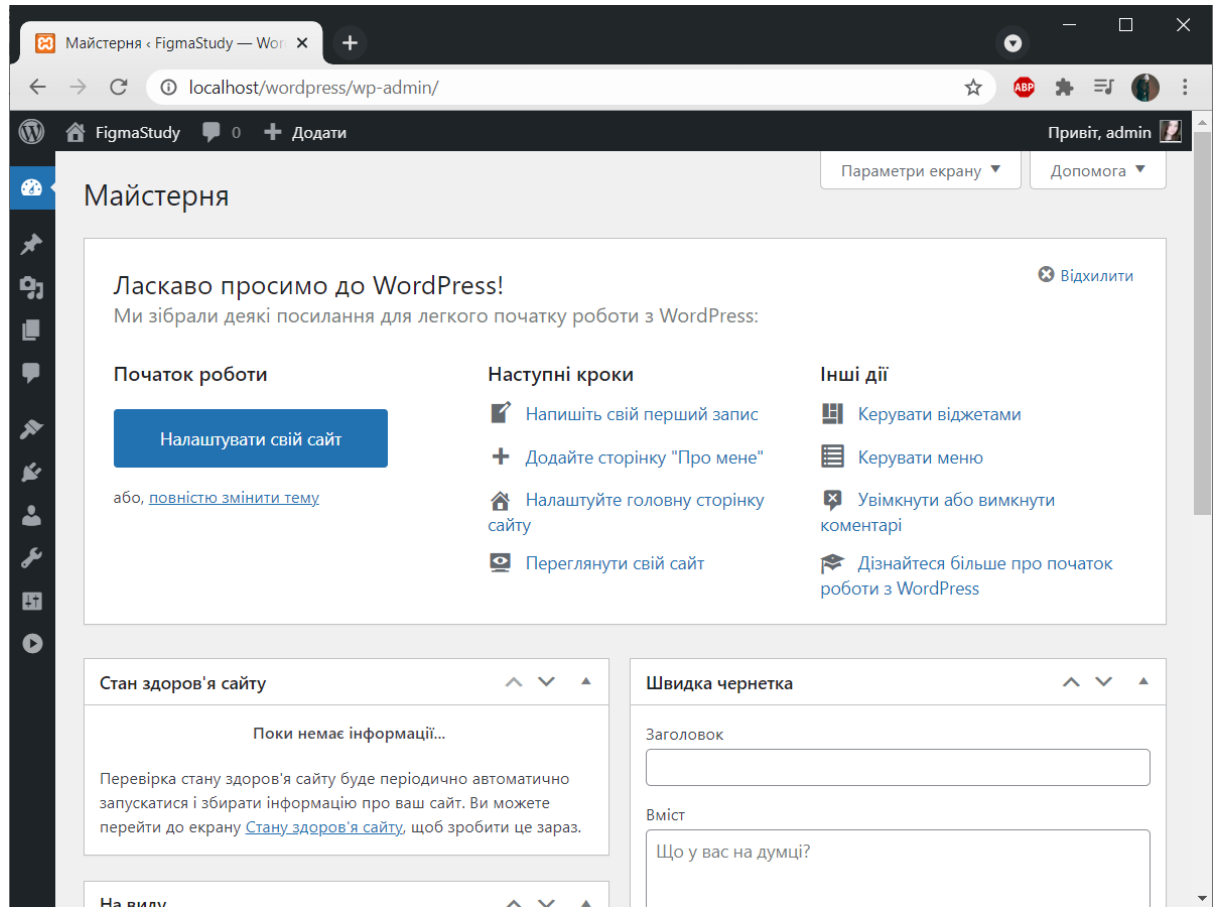 Майстерня ‹ FigmaStudy — Wor
localhost/wordpress/wp-admin/
ABP
FigmaStudy 0 Додати Привіт, admin
Параметри екрану Допомога
Майстерня
Ласкаво просимо до WordPress!
Відхилити
Ми зібрали деякі посилання для легкого початку роботи з WordPress:
Початок роботи
Налаштувати свій сайт
або, повністю змінити тему
Наступні кроки
Напишіть свій перший запис
Додайте сторінку "Про мене"
Налаштуйте головну сторінку
сайту
Переглянути свій сайт
Інші дії
Керувати віджетами
Керувати меню
Увімкнути або вимкнути
коментарі
Дізнайтеся більше про початок
роботи з WordPress
Стан здоров'я сайту
Поки немає інформації...
Перевірка стану здоров'я сайту буде періодично автоматично
запускатися і збирати інформацію про ваш сайт. Ви можете
перейти до екрану Стану здоров'я сайту, щоб зробити це зараз.
На виду
Швидка чернетка
Заголовок
Вміст
Що у вас на думці?